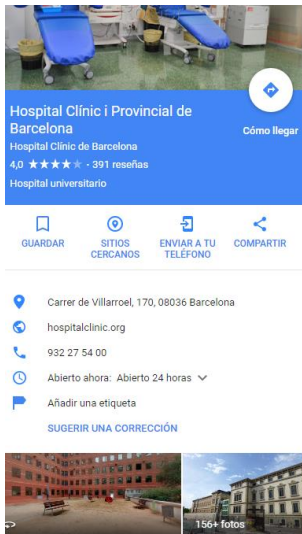 Hospital Clínic i Provincial de
Barcelona
Cómo llegar
Hospital Clínic de Barcelona
4,0 ★★★★★ - 391 reseñas
Hospital universitario
GUARDAR
SITIOS
CERCANOS
ENVIAR A TU
TELÉFONO
COMPARTIR
Carrer de Villarroel, 170, 08036 Barcelona
hospitalclinic.org
932 27 54 00
Abierto ahora: Abierto 24 horas
Añadir una etiqueta
SUGERIR UNA CORRECCIÓN
156+ fotos